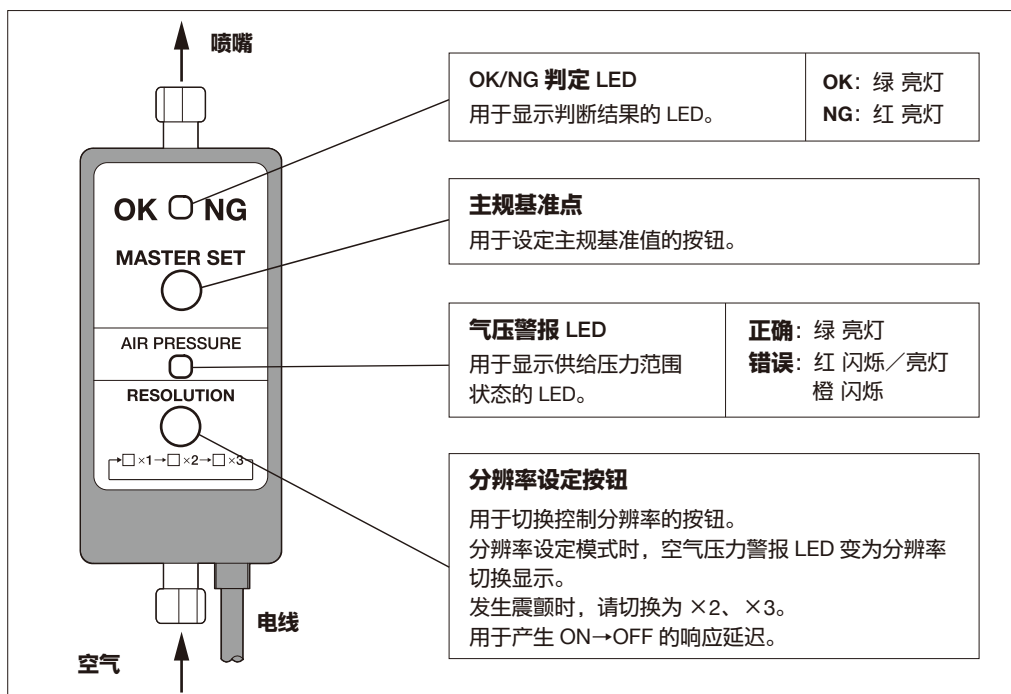 喷嘴
OK NG
MASTER SET
AIR PRESSURE
RESOLUTION
→□ ×1→□ ×2→□ ×3
空气
电线
OK/NG 判定 LED
用于显示判断结果的 LED。
OK：绿 亮灯
NG：红 亮灯
主规基准点
用于设定主规基准值的按钮。
气压警报 LED
用于显示供给压力范围
状态的 LED。
正确：绿 亮灯
错误：红 闪烁／亮灯
橙 闪烁
分辨率设定按钮
用于切换控制分辨率的按钮。
分辨率设定模式时，空气压力警报 LED 变为分辨率
切换显示。
发生震颤时，请切换为 ×2、×3。
用于产生 ON→OFF 的响应延迟。